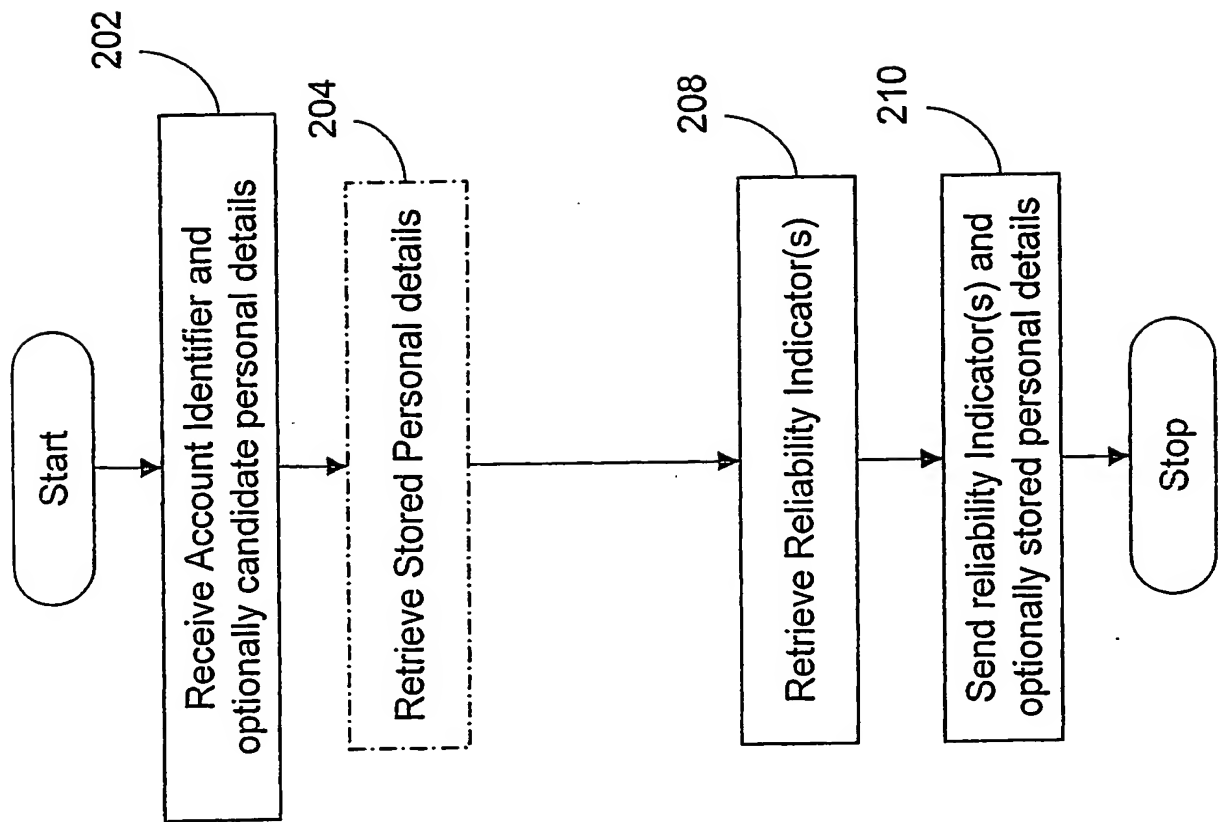 Start
202
Receive Account Identifier and
optionally candidate personal details
204
Retrieve Stored Personal details
208
Retrieve Reliability Indicator(s)
210
Send reliability Indicator(s) and
optionally stored personal details
Stop